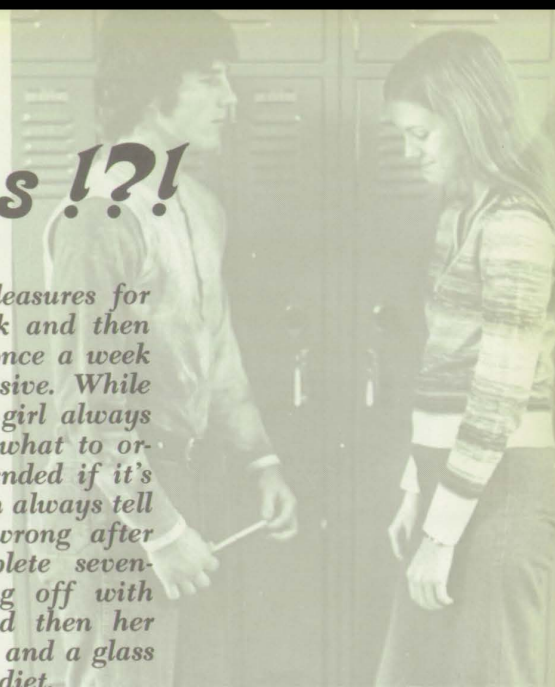 s !?!
leasures for
k and then
nce a week
sive. While
girl always
what to or-
nded if it's
n always tell
wrong after
plete seven-
g off with
d then her
and a glass
diet.